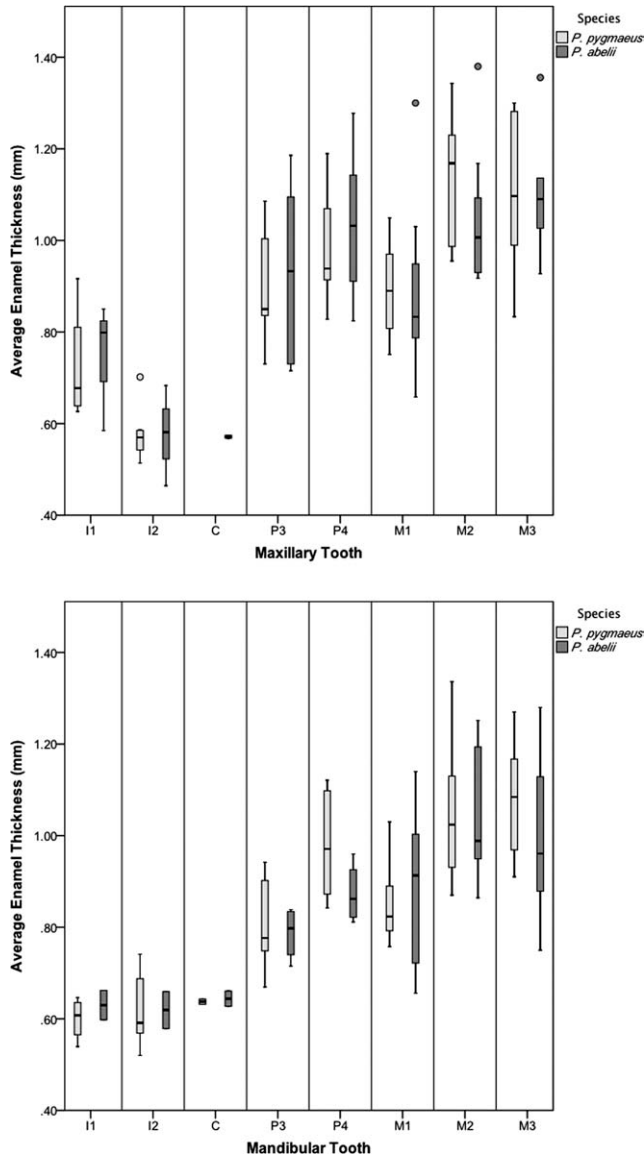 Species
P. pygmaeus
P. abelii
Average Enamel Thickness (mm)
1.40
1.20
1.00
.80
.60
.40
I1 I2 C P3 P4 M1 M2 M3
Maxillary Tooth
Species
P. pygmaeus
P. abelii
Average Enamel Thickness (mm)
1.40
1.20
1.00
.80
.60
.40
I1 I2 C P3 P4 M1 M2 M3
Mandibular Tooth